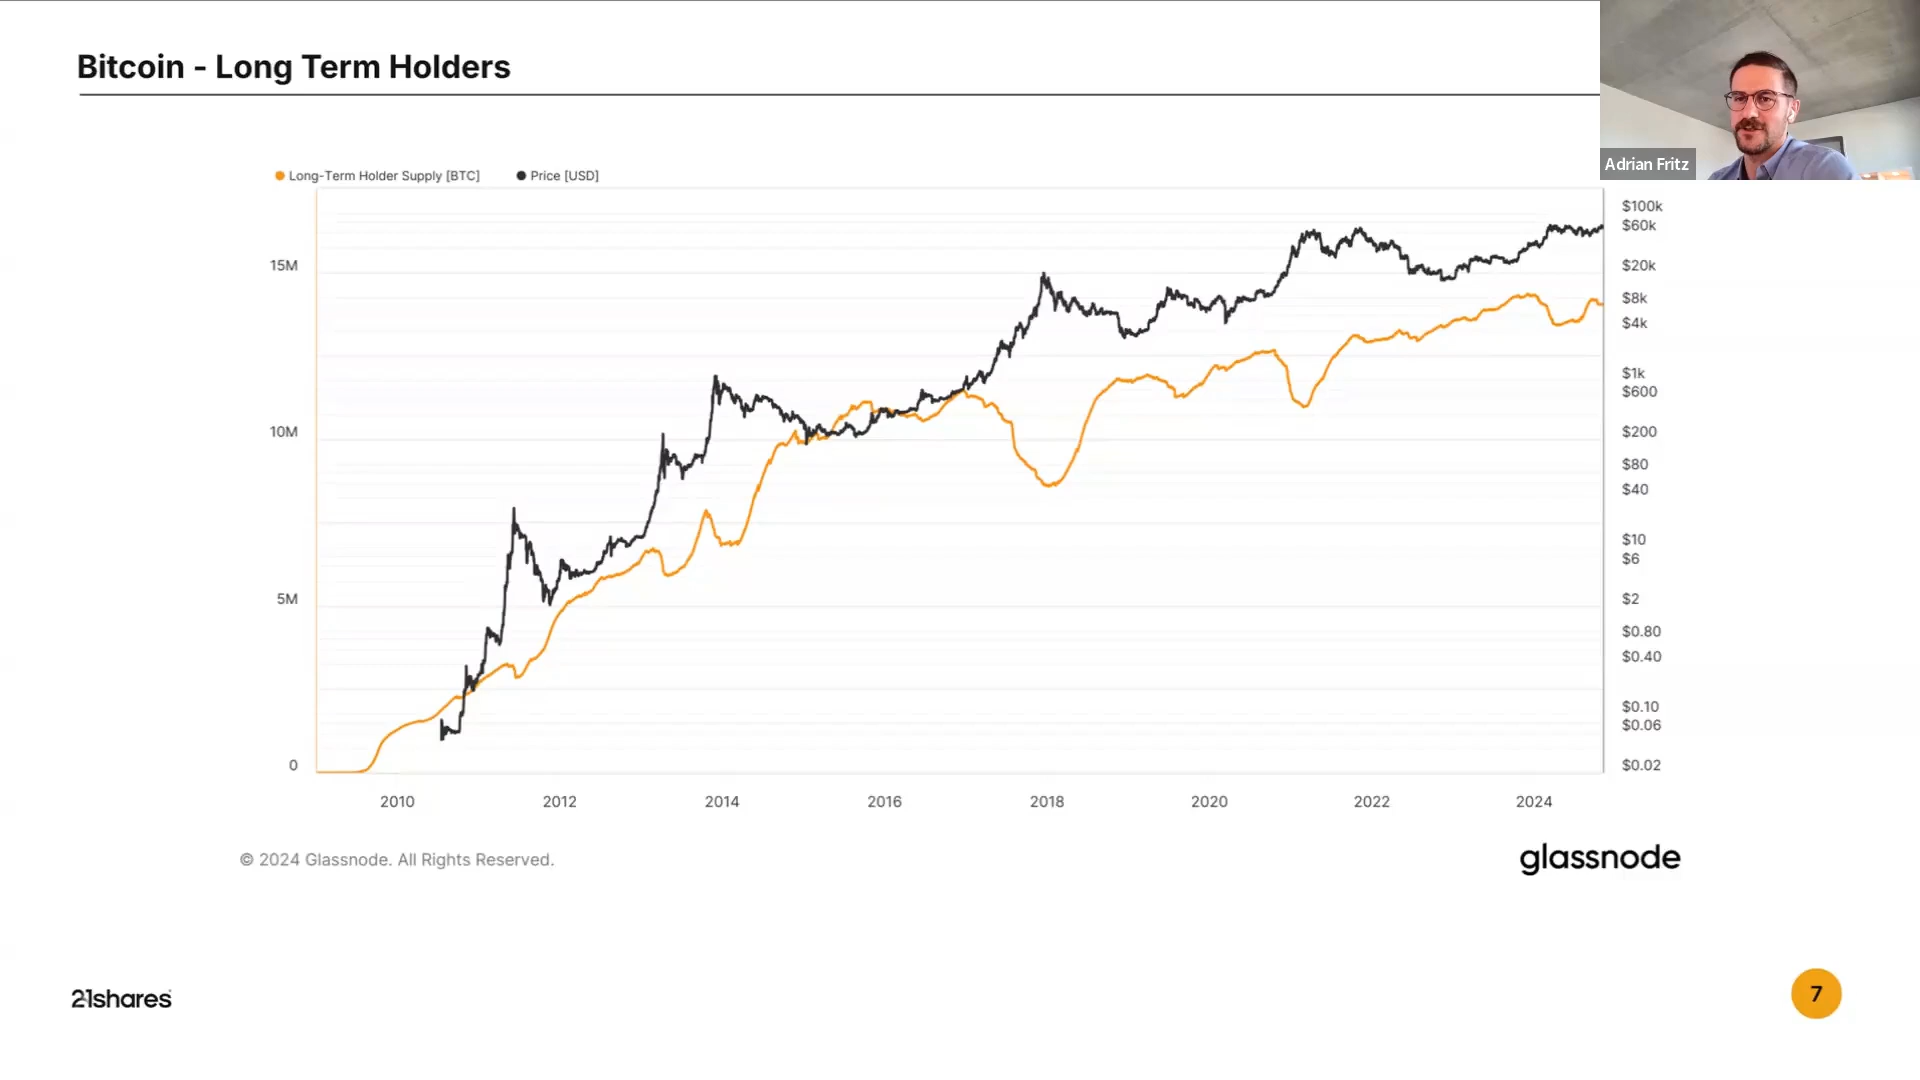 Bitcoin - Long Term Holders
Adrian Fritz
Long-Term Holder Supply [BTC]
Price [USD]
15M
10M
5M
0
$100k
$60k
$20k
$8k
$4k
$1k
$600
$200
$80
$40
$10
$6
$2
$0.80
$0.40
$0.10
$0.06
$0.02
2010
2012
2014
2016
2018
2020
2022
2024
© 2024 Glassnode. All Rights Reserved.
glassnode
21shares
7